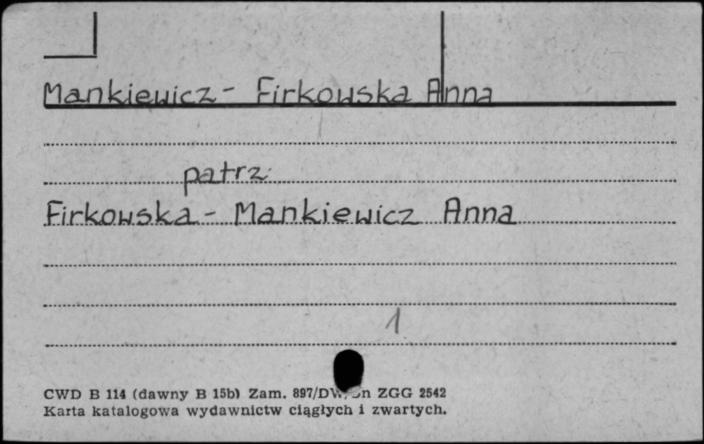 Mankiewicz - Firkowska Anna
patrz
Firkowska - Mankiewicz Anna
1
CWD B 114 (dawny B 15b) Zam. 897/DW/ ZGG 2542
Karta katalogowa wydawnictw ciągłych i zwartych.